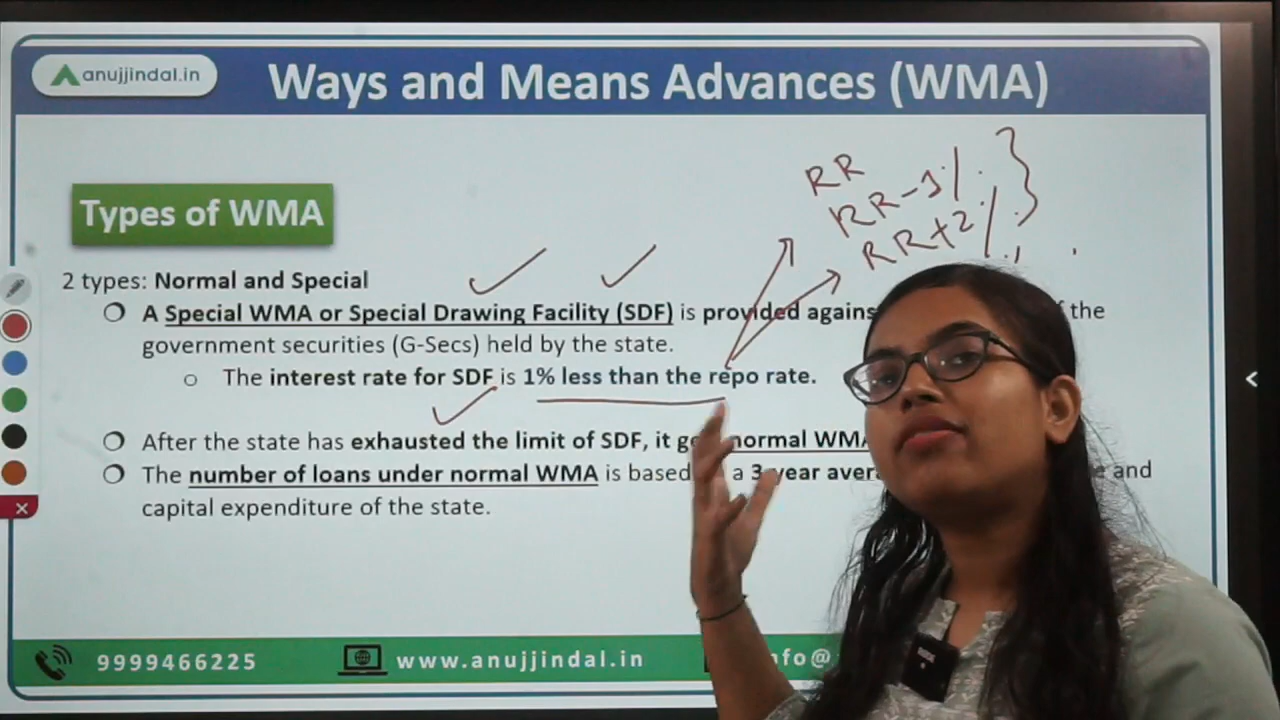 anujjindal.in
Ways and Means Advances (WMA)
RR
RR-1%.
RR+2%.
Types of WMA
2 types: Normal and Special
A Special WMA or Special Drawing Facility (SDF) is provided agains the
government securities (G-Secs) held by the state.
The interest rate for SDF is 1% less than the repo rate.
After the state has exhausted the limit of SDF, it normal WMA
The number of loans under normal WMA is based a 3 year and
capital expenditure of the state.
9999466225
www.anujjindal.in